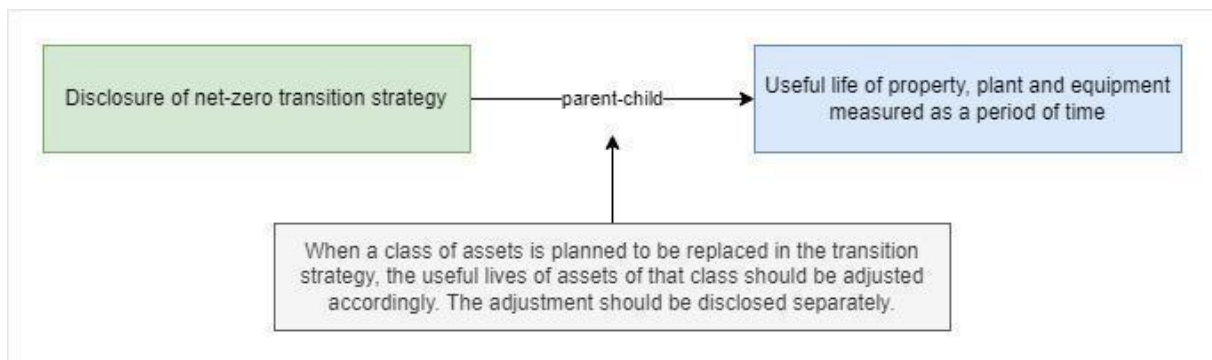 Disclosure of net-zero transition strategy
parent-child
Useful life of property, plant and equipment
measured as a period of time
When a class of assets is planned to be replaced in the transition
strategy, the useful lives of assets of that class should be adjusted
accordingly. The adjustment should be disclosed separately.